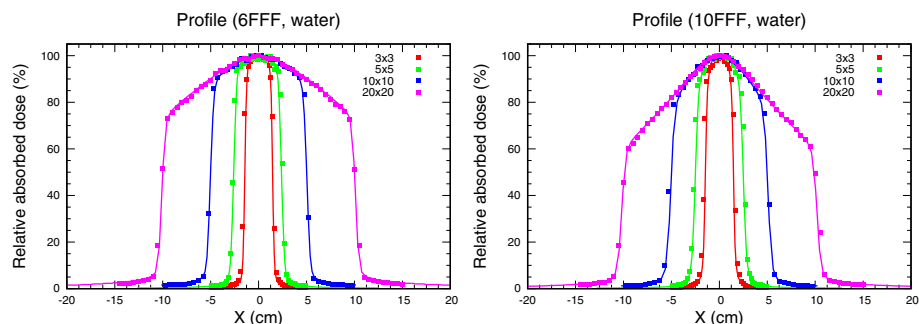 Profile (6FFF, water)
Relative absorbed dose (%)
100
80
60
40
20
0
3x3
5x5
10x10
20x20
-20
-15
-10
-5
0
5
10
15
20
X (cm)
Profile (10FFF, water)
Relative absorbed dose (%)
100
80
60
40
20
0
3x3
5x5
10x10
20x20
-20
-15
-10
-5
0
5
10
15
20
X (cm)